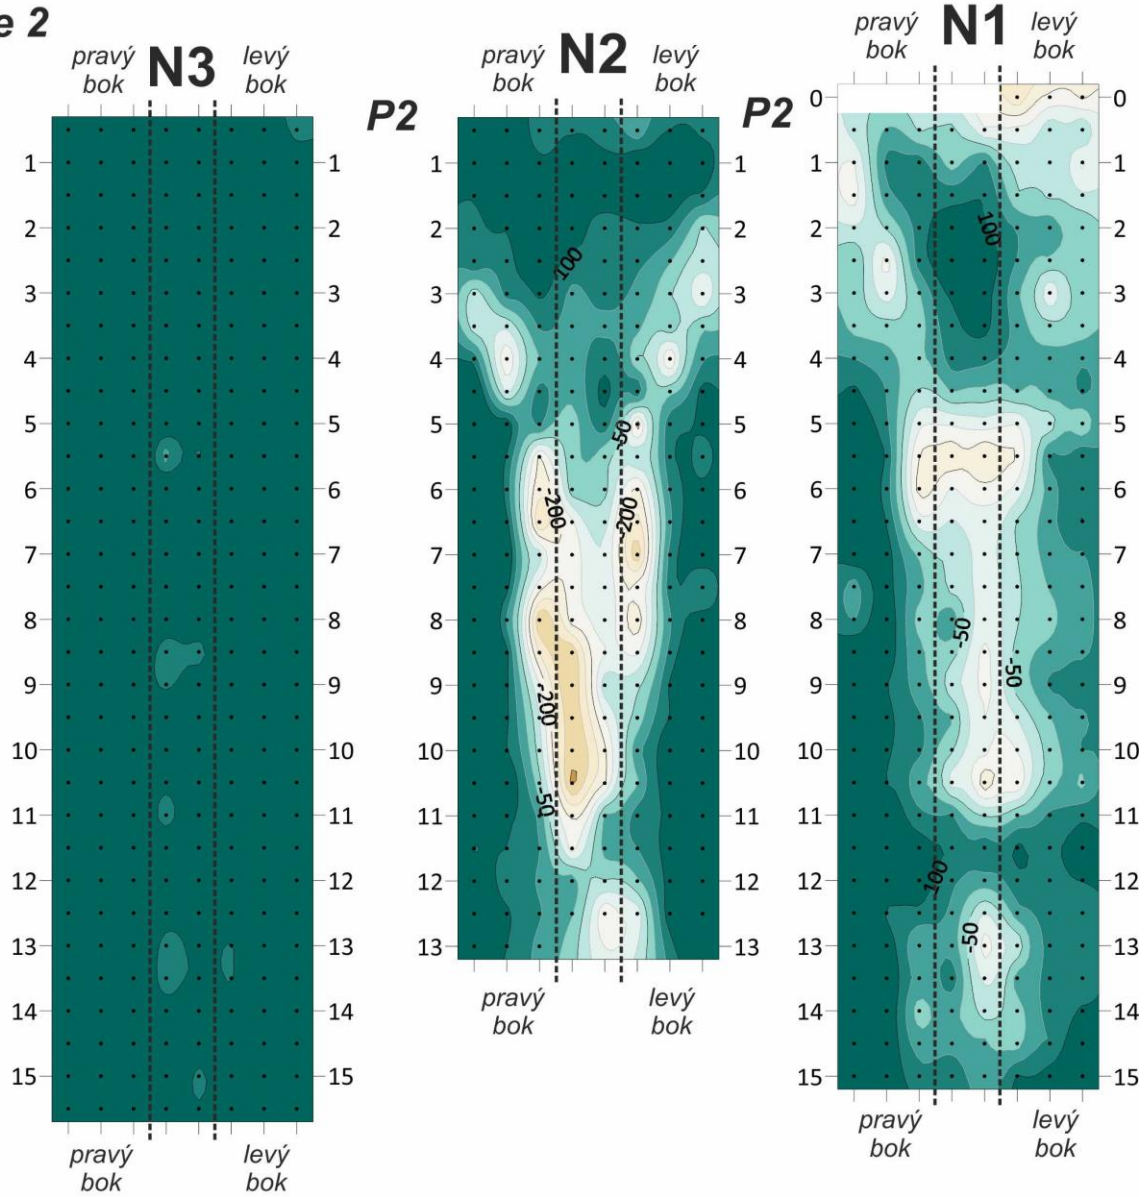 e 2
pravý
bok
N3
levý
bok
1 1
2 2
3 3
4 4
5 5
6 6
7 7
8 8
9 9
10 10
11 11
12 12
13 13
14 14
15 15
pravý
bok
levý
bok
P2
pravý
bok
N2
levý
bok
1 1
2 2
100
3 3
4 4
5 5
-50
6 6
-200 -200
7 7
8 8
9 9
-200
10 10
-50
11 11
12 12
13 13
pravý
bok
levý
bok
P2
pravý
bok
N1
levý
bok
0 0
1 1
2 2
100
3 3
4 4
5 5
6 6
7 7
8 8
-50
-50
9 9
10 10
11 11
12 12
100
-50
13 13
14 14
15 15
pravý
bok
levý
bok